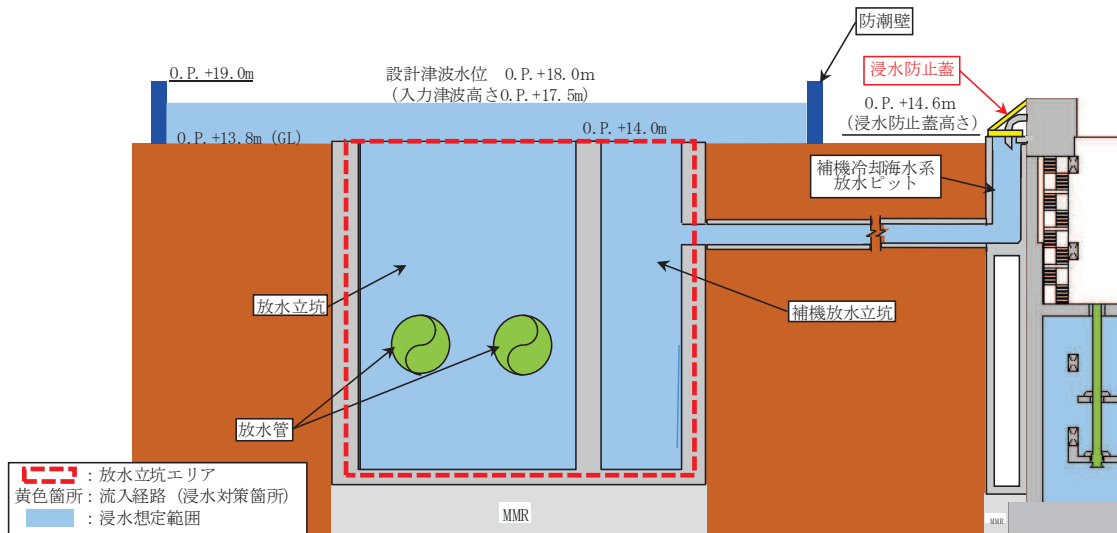 防潮壁
O.P.+19.0m
設計津波水位 O.P.+18.0m
(入力津波高さO.P.+17.5m)
浸水防止蓋
O.P.+14.6m
(浸水防止蓋高さ)
O.P.+13.8m (GL)
O.P.+14.0m
補機冷却海水系
放水ピット
放水立坑
補機放水立坑
放水管
:放水立坑エリア
黄色箇所:流入経路(浸水対策箇所)
:浸水想定範囲
MMR
MMR